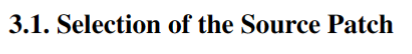 3.1. Selection of the Source Patch